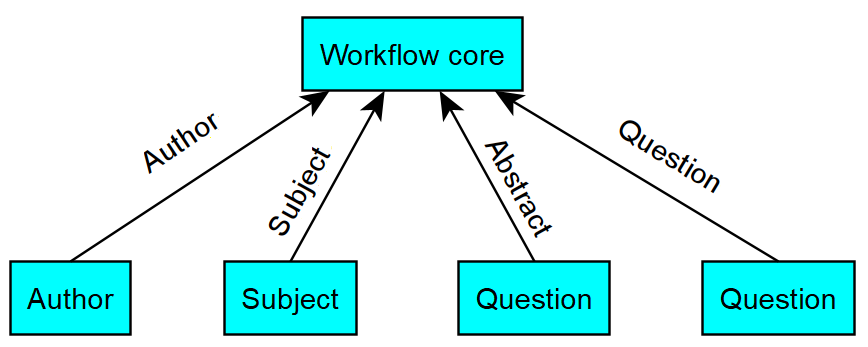 Workflow core
Author
Subject
Abstract
Question
Author
Subject
Question
Question